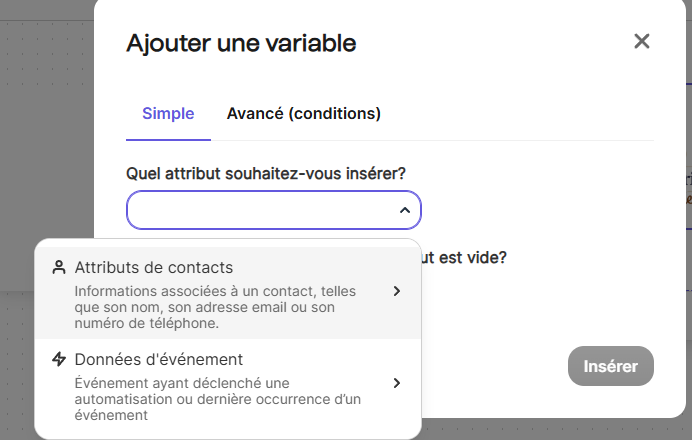 Ajouter une variable
Simple
Avancé (conditions)
Quel attribut souhaitez-vous insérer?
ut est vide?
Attributs de contacts
Informations associées à un contact, telles
que son nom, son adresse email ou son
numéro de téléphone.
Données d'événement
Événement ayant déclenché une
automatisation ou dernière occurrence d’un
événement
Insérer